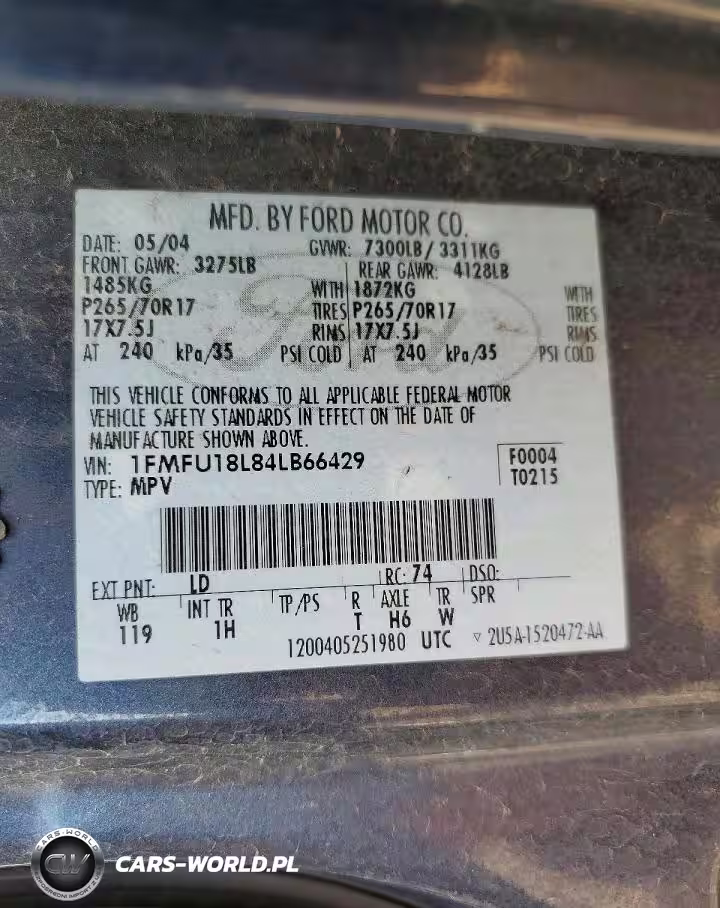 MFD. BY FORD MOTOR CO.
DATE: 05/04 GVWR: 7300LB / 3311KG
FRONT GAWR: 3275LB REAR GAWR: 4128LB
1485KG WITH 1872KG WITH
P265/70R17 TIRES P265/70R17 TIRES
17X7.5J RIMS 17X7.5J RIMS
AT 240 kPa/35 PSI COLD AT 240 kPa/35 PSI COLD
Ford
THIS VEHICLE CONFORMS TO ALL APPLICABLE FEDERAL MOTOR
VEHICLE SAFETY STANDARDS IN EFFECT ON THE DATE OF
MANUFACTURE SHOWN ABOVE.
VIN: 1FMFU18L84LB66429 F0004
TYPE: MPV T0215
EXT PNT: LD RC: 74 DSO:
WB INT TR TP/PS R AXLE TR SPR
119 1H T H6 W
1200405251980 UTC ▽ 2U5A-1520472-AA
CARS-WORLD
CW
CARS-WORLD.PL